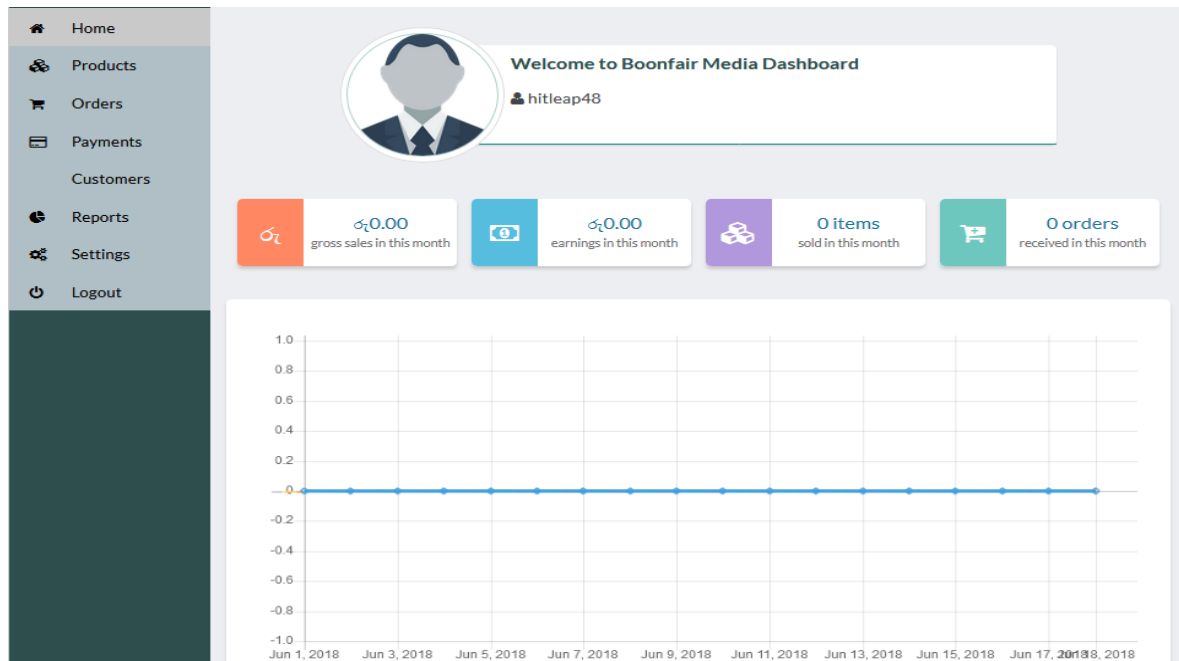 Home
Products
Orders
Payments
Customers
Reports
Settings
Logout
Welcome to Boonfair Media Dashboard
hitleap48
රු
රු0.00
gross sales in this month
රු0.00
earnings in this month
0 items
sold in this month
0 orders
received in this month
1.0
0.8
0.6
0.4
0.2
0
-0.2
-0.4
-0.6
-0.8
-1.0
Jun 1, 2018 Jun 3, 2018 Jun 5, 2018 Jun 7, 2018 Jun 9, 2018 Jun 11, 2018 Jun 13, 2018 Jun 15, 2018 Jun 17, 2018 18, 2018